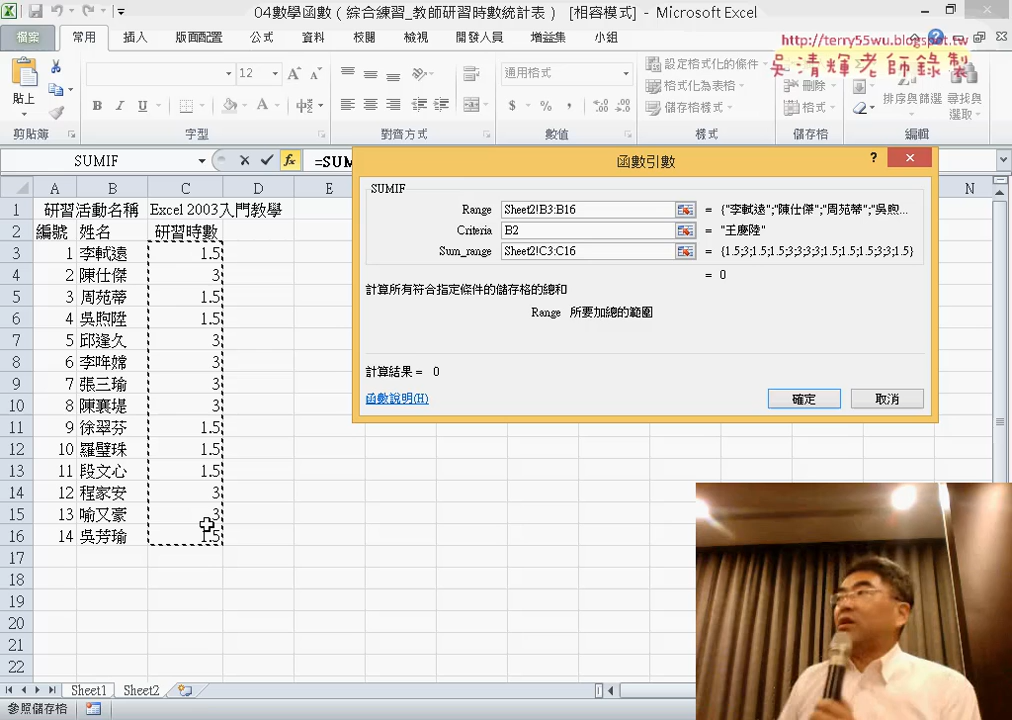 04數學函數（綜合練習_教師研習時數統計表） [相容模式] - Microsoft Excel
檔案 常用 插入 版面配置 公式 資料 校閱 檢視 開發人員 增益集 小組
http://terry55wu.blogspot.tw
吳清輝老師錄製
貼上
12
通用格式
設定格式化的條件
格式化為表格
儲存格樣式
刪除
格式
排序與篩選 尋找與選取
剪貼簿 字型 對齊方式 數值 樣式 儲存格 編輯
SUMIF =SUM
函數引數
SUMIF
Range Sheet2!B3:B16 = {"李軾遠";"陳仕傑";"周苑蒂";"吳煦...
Criteria B2 = "王慶陸"
Sum_range Sheet2!C3:C16 = {1.5;3;1.5;1.5;3;3;3;3;1.5;1.5;1.5;3;3;1.5}
= 0
計算所有符合指定條件的儲存格的總和
Range 所要加總的範圍
計算結果 = 0
函數說明(H)
確定 取消
A B C D E N
1 研習活動名稱 Excel 2003入門教學
2 編號 姓名 研習時數
3 1 李軾遠 1.5
4 2 陳仕傑 3
5 3 周苑蒂 1.5
6 4 吳煦陞 1.5
7 5 邱逢久 3
8 6 李哖嫦 3
9 7 張三瑜 3
10 8 陳襄堤 3
11 9 徐翠芬 1.5
12 10 羅璧珠 1.5
13 11 段文心 1.5
14 12 程家安 3
15 13 喻又豪 3
16 14 吳芳瑜 1.5
17
18
19
20
21
22
Sheet1 Sheet2
參照儲存格